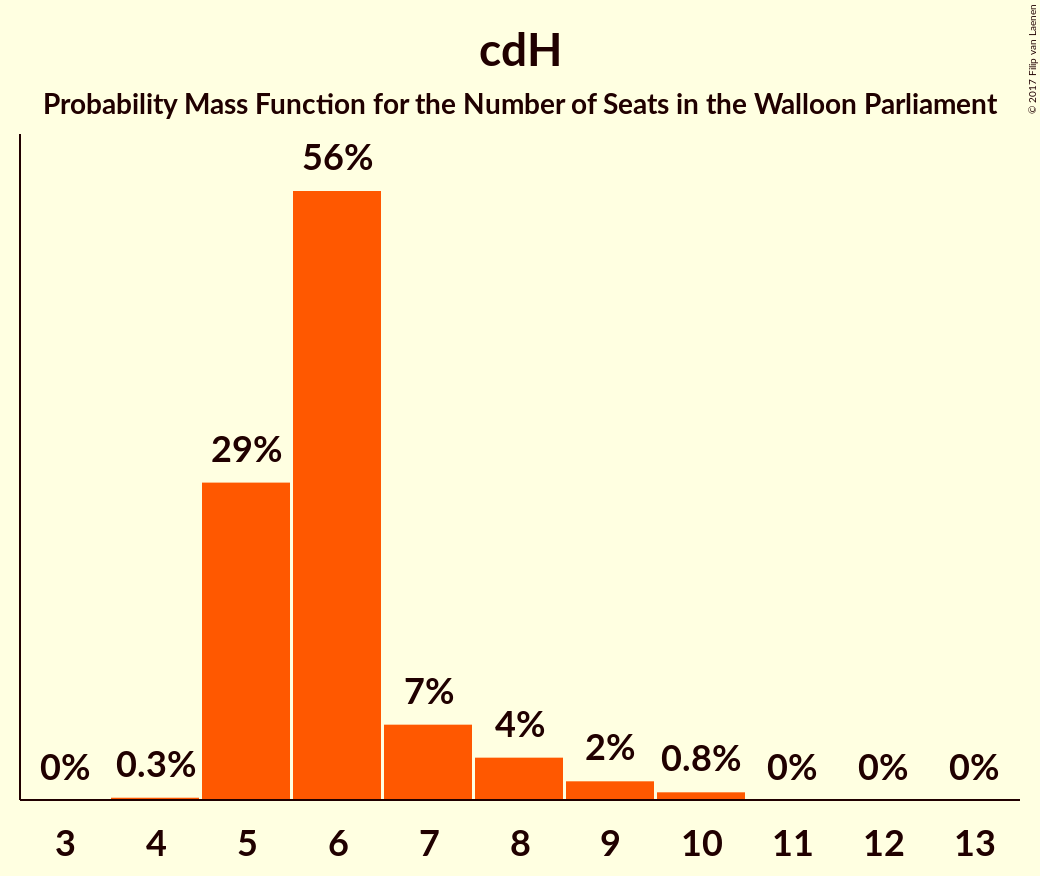 cdH
Probability Mass Function for the Number of Seats in the Walloon Parliament
© 2017 Filip van Laenen
56%
29%
7%
4%
2%
0.8%
0%
0.3%
0%
0%
0%
3 4 5 6 7 8 9 10 11 12 13